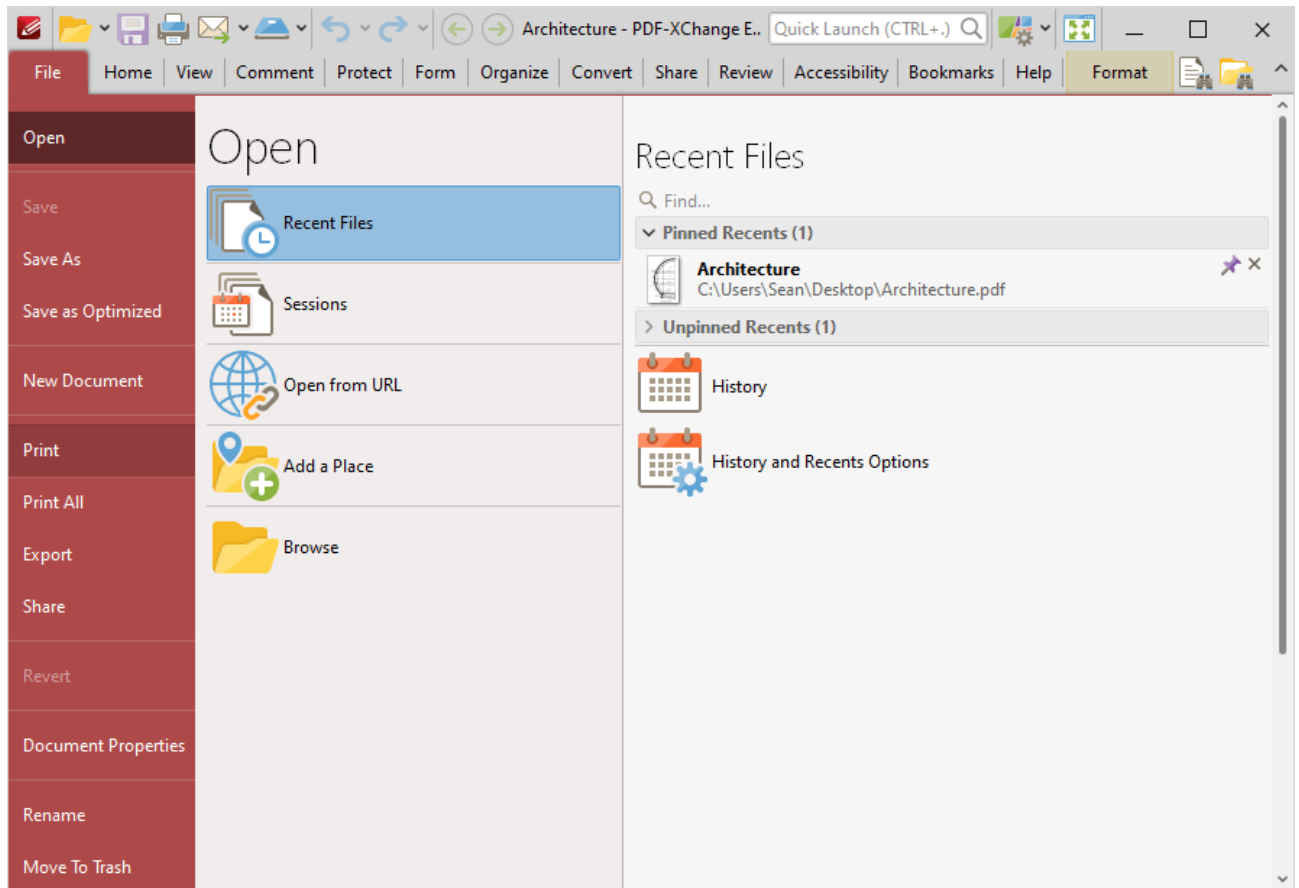 Architecture - PDF-XChange E.. Quick Launch (CTRL+.)
File Home View Comment Protect Form Organize Convert Share Review Accessibility Bookmarks Help Format
Open
Save
Save As
Save as Optimized
New Document
Print
Print All
Export
Share
Revert
Document Properties
Rename
Move To Trash
Open
Recent Files
Sessions
Open from URL
Add a Place
Browse
Recent Files
Find...
Pinned Recents (1)
Architecture
C:\Users\Sean\Desktop\Architecture.pdf
Unpinned Recents (1)
History
History and Recents Options